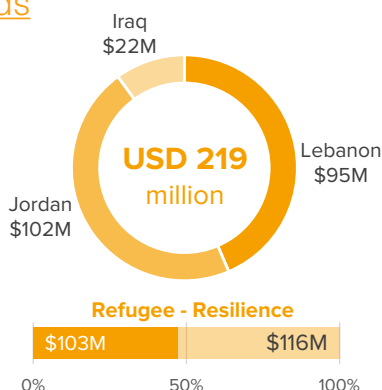 Iraq
$22M
USD 219
million
Lebanon
$95M
Jordan
$102M
Refugee - Resilience
$103M $116M
0% 50% 100%